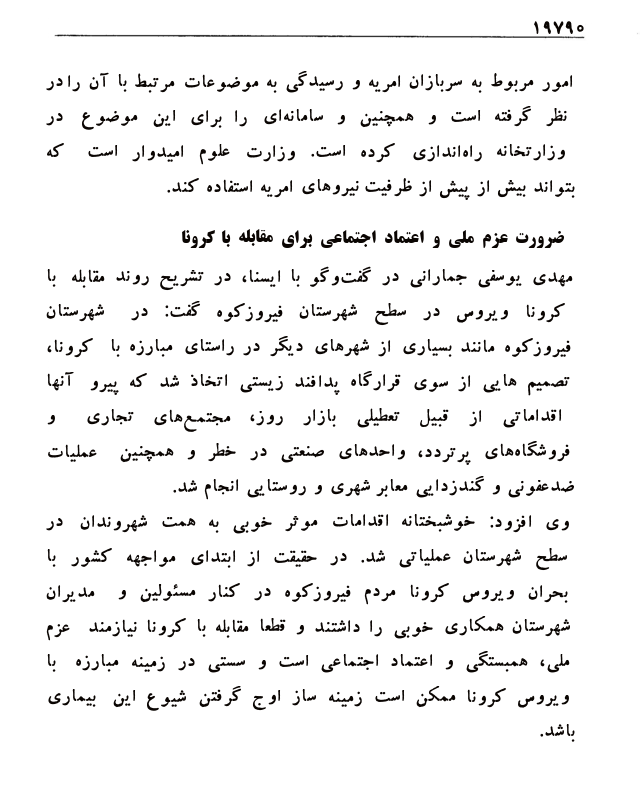 ۱۹۷۹۰
امور مربوط به سربازان امریه و رسیدگی به موضوعات مرتبط با آن را در
نظر گرفته است و همچنین و سامانه‌ای را برای این موضوع در
وزارتخانه راه‌اندازی کرده است. وزارت علوم امیدوار است که
بتواند بیش از پیش از ظرفیت نیروهای امریه استفاده کند.
ضرورت عزم ملی و اعتماد اجتماعی برای مقابله با کرونا
مهدی یوسفی جمارانی در گفت‌وگو با ایسنا، در تشریح روند مقابله با
کرونا ویروس در سطح شهرستان فیروزکوه گفت: در شهرستان
فیروزکوه مانند بسیاری از شهرهای دیگر در راستای مبارزه با کرونا،
تصمیم هایی از سوی قرارگاه پدافند زیستی اتخاذ شد که پیرو آنها
اقداماتی از قبیل تعطیلی بازار روز، مجتمع‌های تجاری و
فروشگاه‌های پرتردد، واحدهای صنعتی در خطر و همچنین عملیات
ضدعفونی و گندزدایی معابر شهری و روستایی انجام شد.
وی افزود: خوشبختانه اقدامات موثر خوبی به همت شهروندان در
سطح شهرستان عملیاتی شد. در حقیقت از ابتدای مواجهه کشور با
بحران ویروس کرونا مردم فیروزکوه در کنار مسئولین و مدیران
شهرستان همکاری خوبی را داشتند و قطعا مقابله با کرونا نیازمند عزم
ملی، همبستگی و اعتماد اجتماعی است و سستی در زمینه مبارزه با
ویروس کرونا ممکن است زمینه ساز اوج گرفتن شیوع این بیماری
باشد.